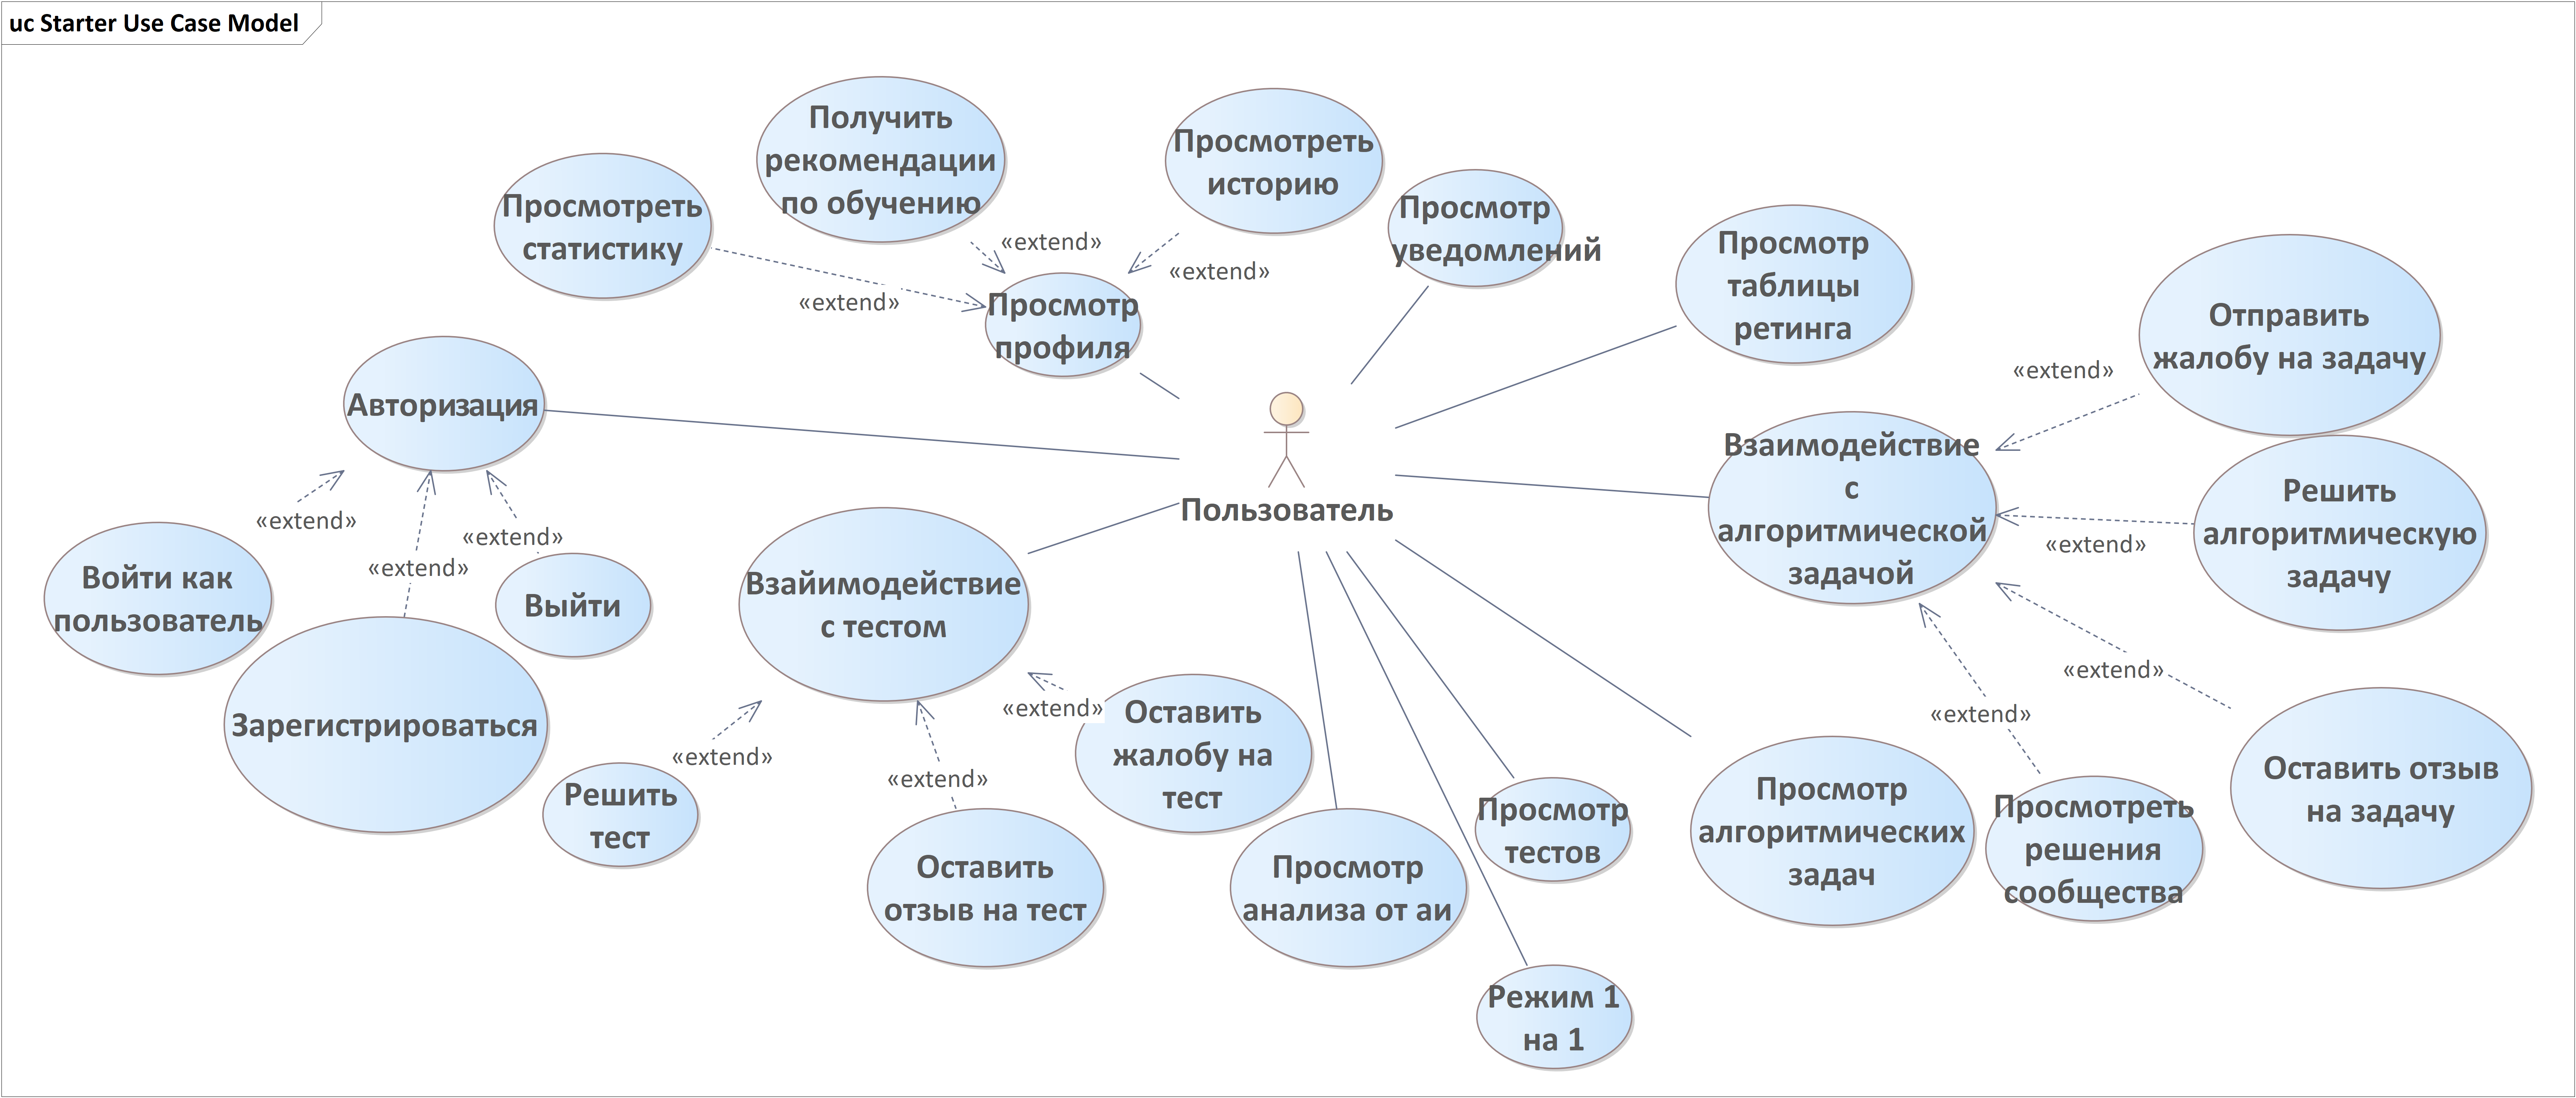 uc Starter Use Case Model
Получить
рекомендации
по обучению
Просмотреть
историю
Просмотреть
статистику
Просмотр
уведомлений
Просмотр
таблицы
ретинга
«extend»
«extend»
«extend»
Просмотр
профиля
Отправить
жалобу на задачу
«extend»
Авторизация
Взаимодействие
с
алгоритмической
задачой
Решить
алгоритмическую
задачу
«extend»
Пользователь
«extend»
«extend»
«extend»
Войти как
пользователь
Выйти
Зарегистрироваться
Взайимодействие
с тестом
«extend»
«extend»
«extend»
«extend»
«extend»
Решить
тест
Оставить
жалобу на
тест
Оставить
отзыв на тест
Просмотр
анализа от аи
Просмотр
тестов
Просмотр
алгоритмических
задач
Просмотреть
решения
сообщества
Оставить отзыв
на задачу
Режим 1
на 1